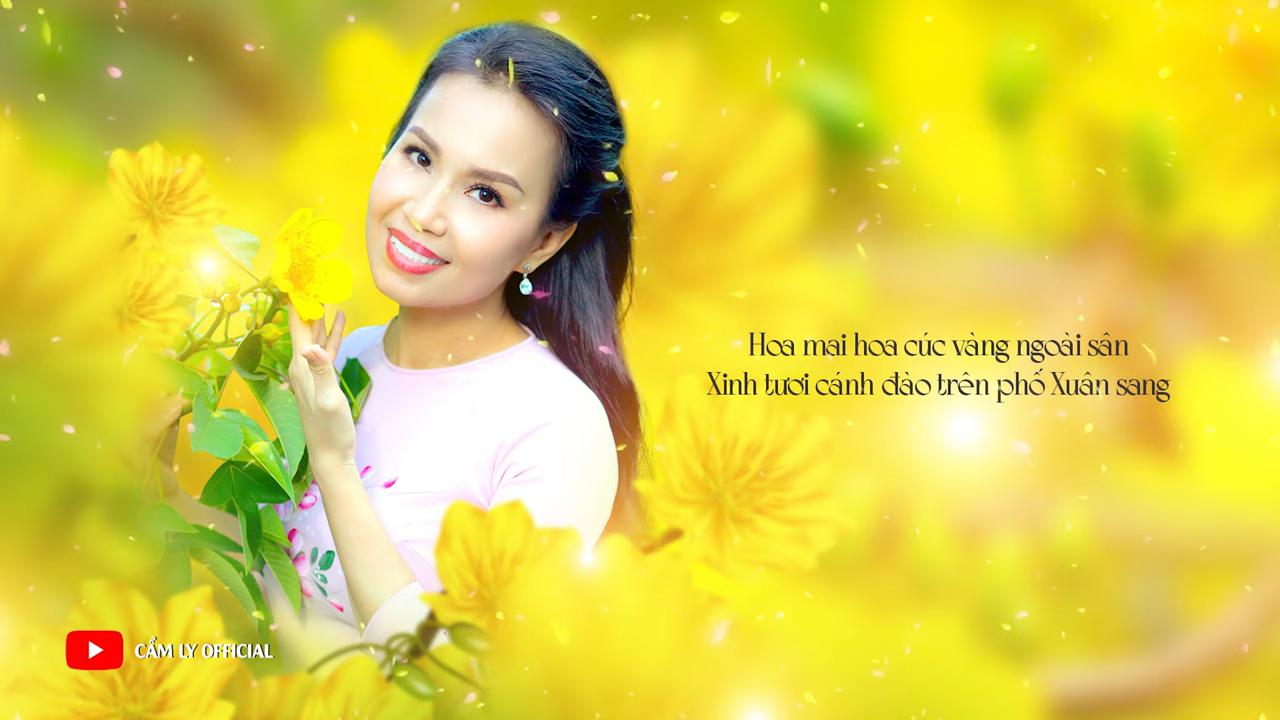 Hoa mai hoa cúc vàng ngoài sân
Xinh tươi cánh đào trên phố Xuân sang
CẨM LY OFFICIAL